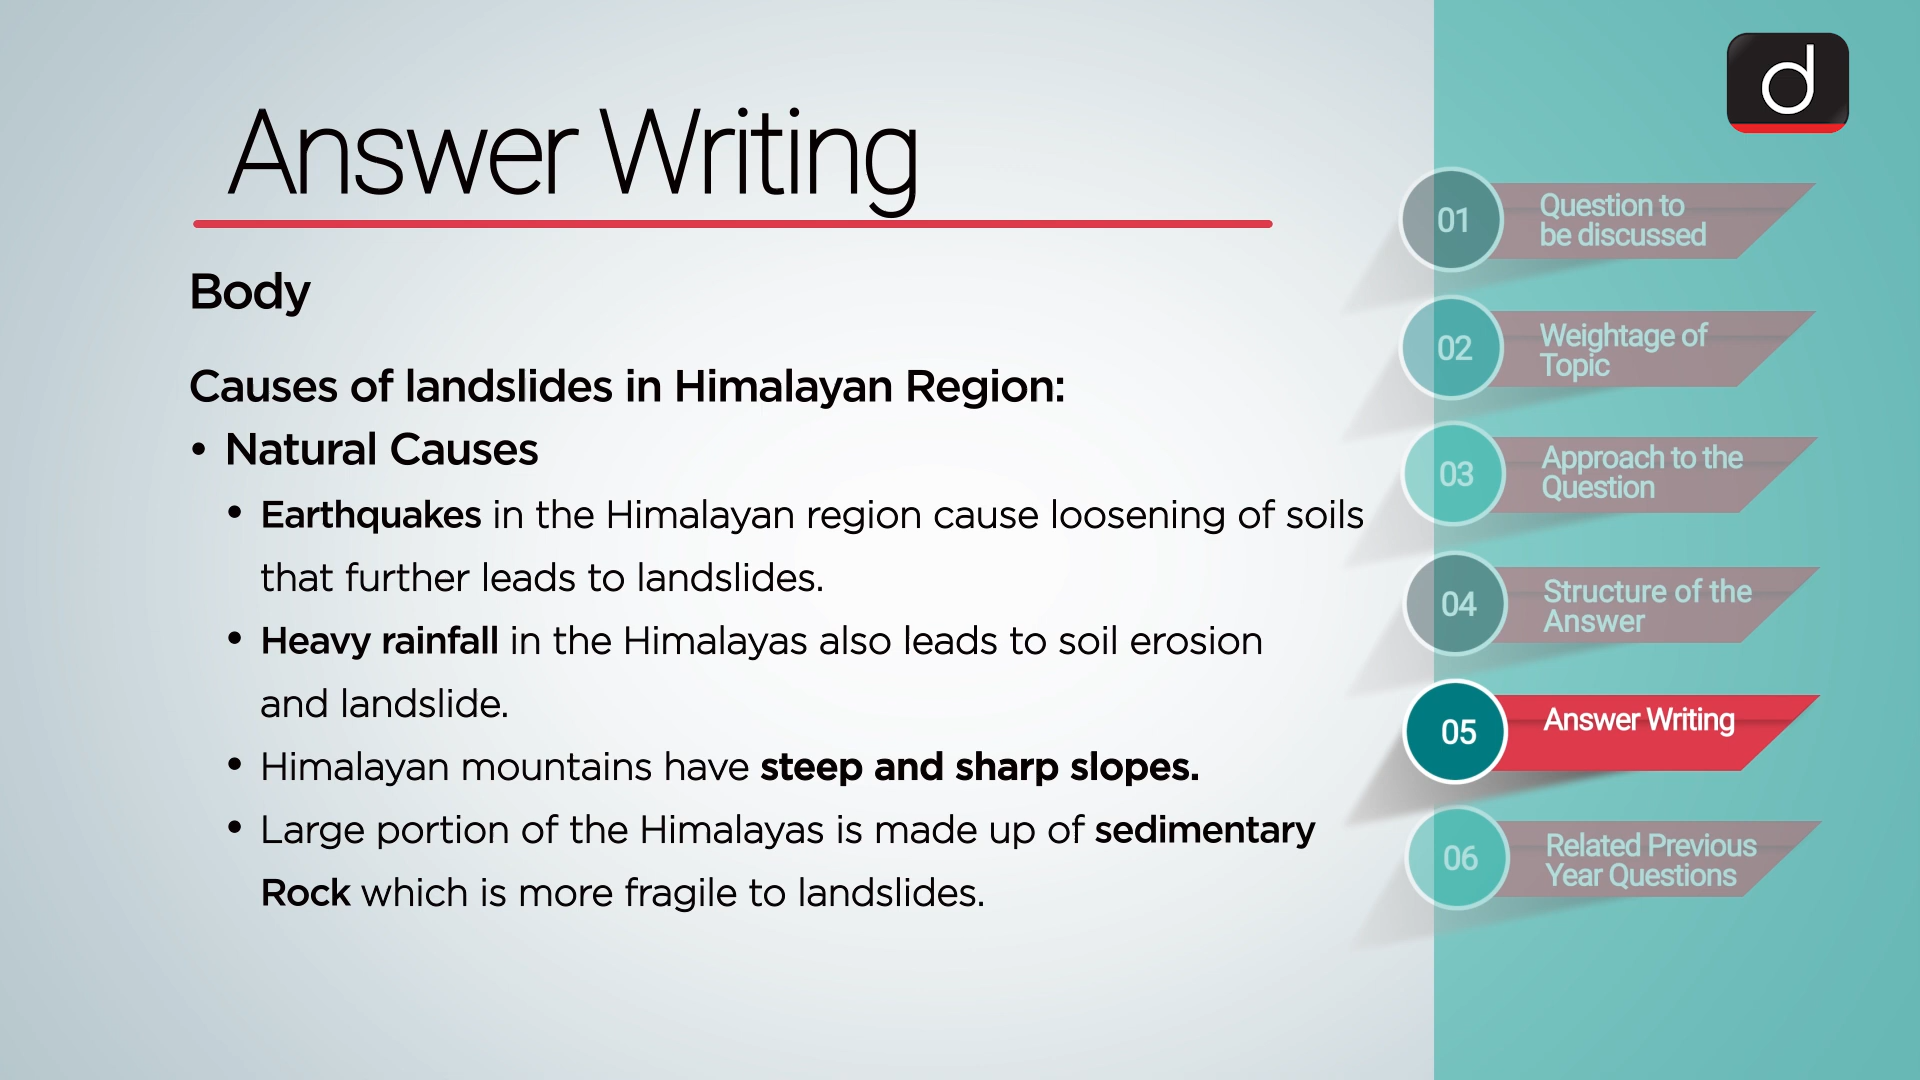 Answer Writing
Body
Causes of landslides in Himalayan Region:
• Natural Causes
• Earthquakes in the Himalayan region cause loosening of soils
that further leads to landslides.
• Heavy rainfall in the Himalayas also leads to soil erosion
and landslide.
• Himalayan mountains have steep and sharp slopes.
• Large portion of the Himalayas is made up of sedimentary
Rock which is more fragile to landslides.
d
01
Question to
be discussed
02
Weightage of
Topic
03
Approach to the
Question
04
Structure of the
Answer
05
Answer Writing
06
Related Previous
Year Questions